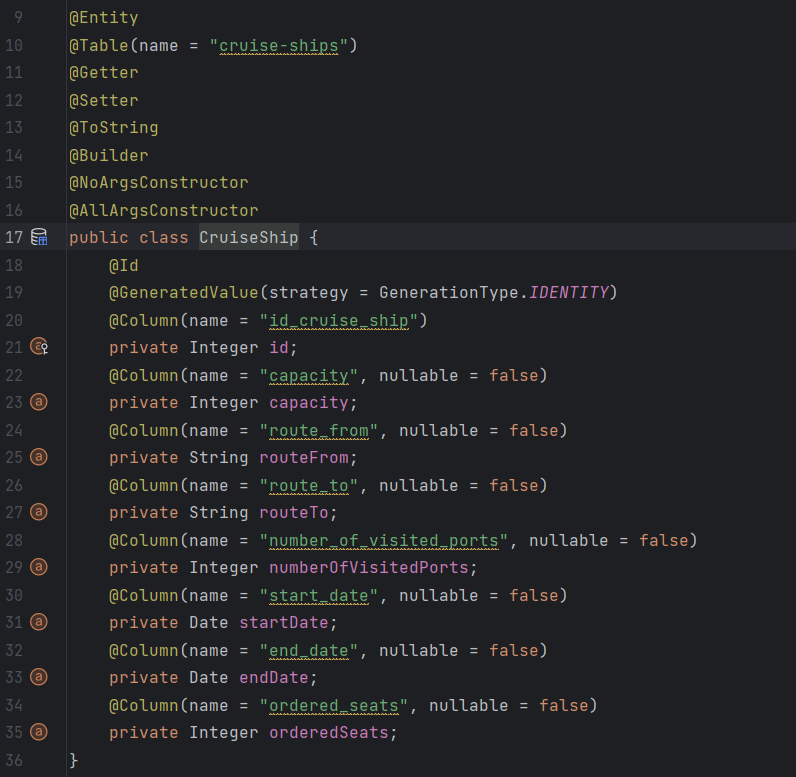 9 @Entity
10 @Table(name = "cruise-ships")
11 @Getter
12 @Setter
13 @ToString
14 @Builder
15 @NoArgsConstructor
16 @AllArgsConstructor
17 public class CruiseShip {
18 @Id
19 @GeneratedValue(strategy = GenerationType.IDENTITY)
20 @Column(name = "id_cruise_ship")
21 private Integer id;
22 @Column(name = "capacity", nullable = false)
23 private Integer capacity;
24 @Column(name = "route_from", nullable = false)
25 private String routeFrom;
26 @Column(name = "route_to", nullable = false)
27 private String routeTo;
28 @Column(name = "number_of_visited_ports", nullable = false)
29 private Integer numberOfVisitedPorts;
30 @Column(name = "start_date", nullable = false)
31 private Date startDate;
32 @Column(name = "end_date", nullable = false)
33 private Date endDate;
34 @Column(name = "ordered_seats", nullable = false)
35 private Integer orderedSeats;
36 }